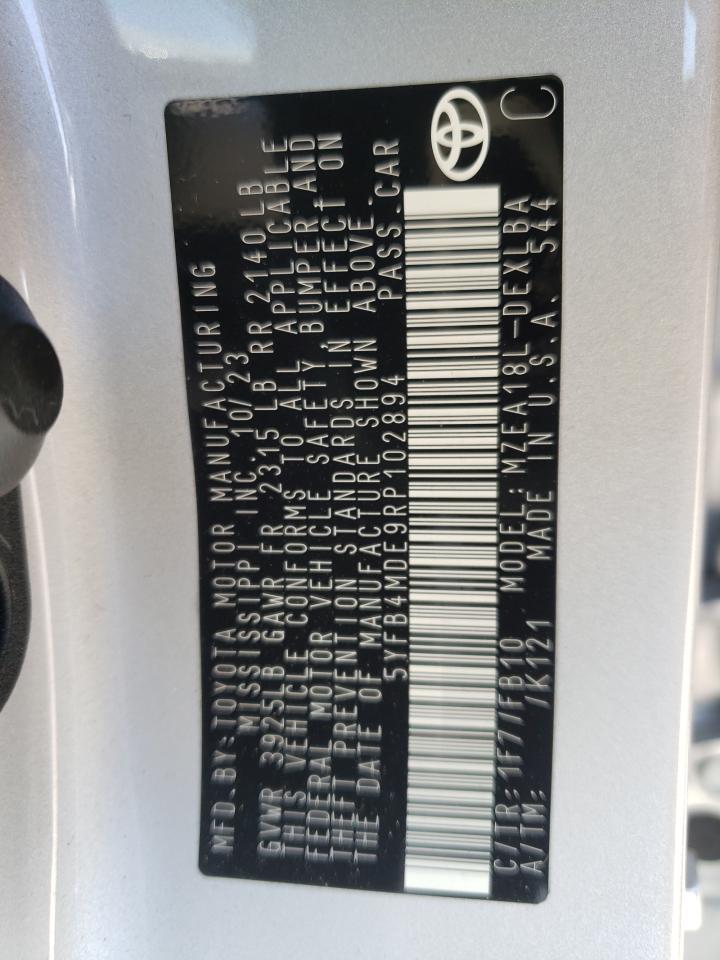 MFD.BY:TOYOTA MOTOR MANUFACTURING
MISSISSIPPI INC. 10/23
GVWR 3925LB GAWR FR 2315 LB RR 2140LB
THIS VEHICLE CONFORMS TO ALL APPLICABLE
FEDERAL MOTOR VEHICLE SAFETY, BUMPER,AND
THEFT PREVENTION STANDARDS IN EFFECT ON
THE DATE OF MANUFACTURE SHOWN ABOVE.
5YFB4MDE9RP102894 PASS.CAR
C/TR:1F7/FB10 MODEL:MZEA18L-DEXLBA
A/TM: /K121 MADE IN U.S.A. 544
C